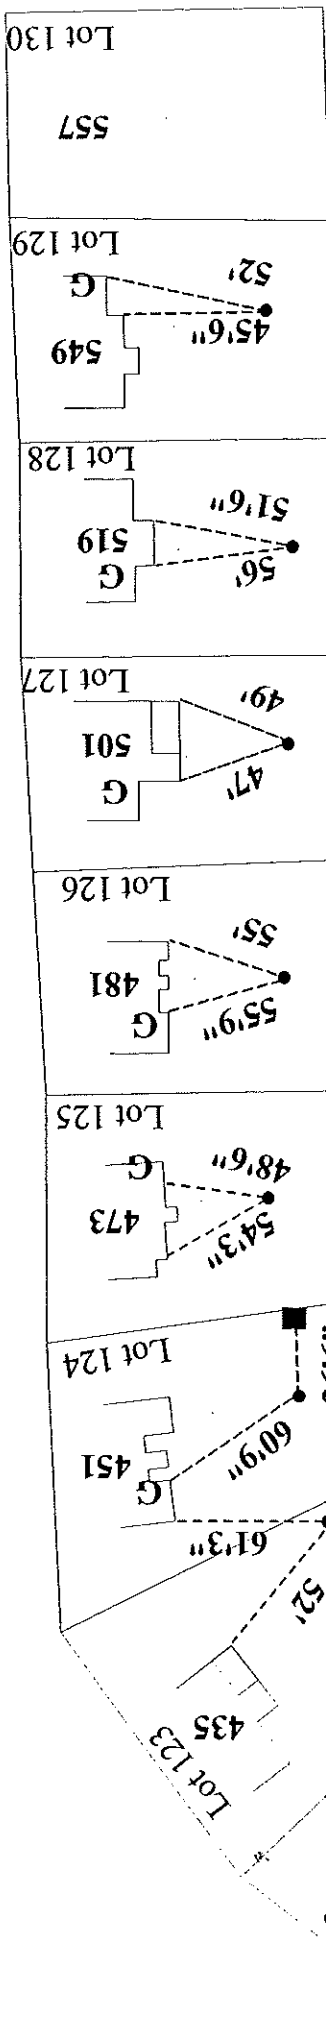 Lot 130
557
Lot 129
G
52'
549
45'6"
Lot 128
51'6"
519
G
56'
Lot 127
49'
501
G
47'
Lot 126
55'
481
G
55'9"
Lot 125
G
48'6"
473
54'3"
Lot 124
451
60'9"
G
61'3"
52'
435
Lot 123